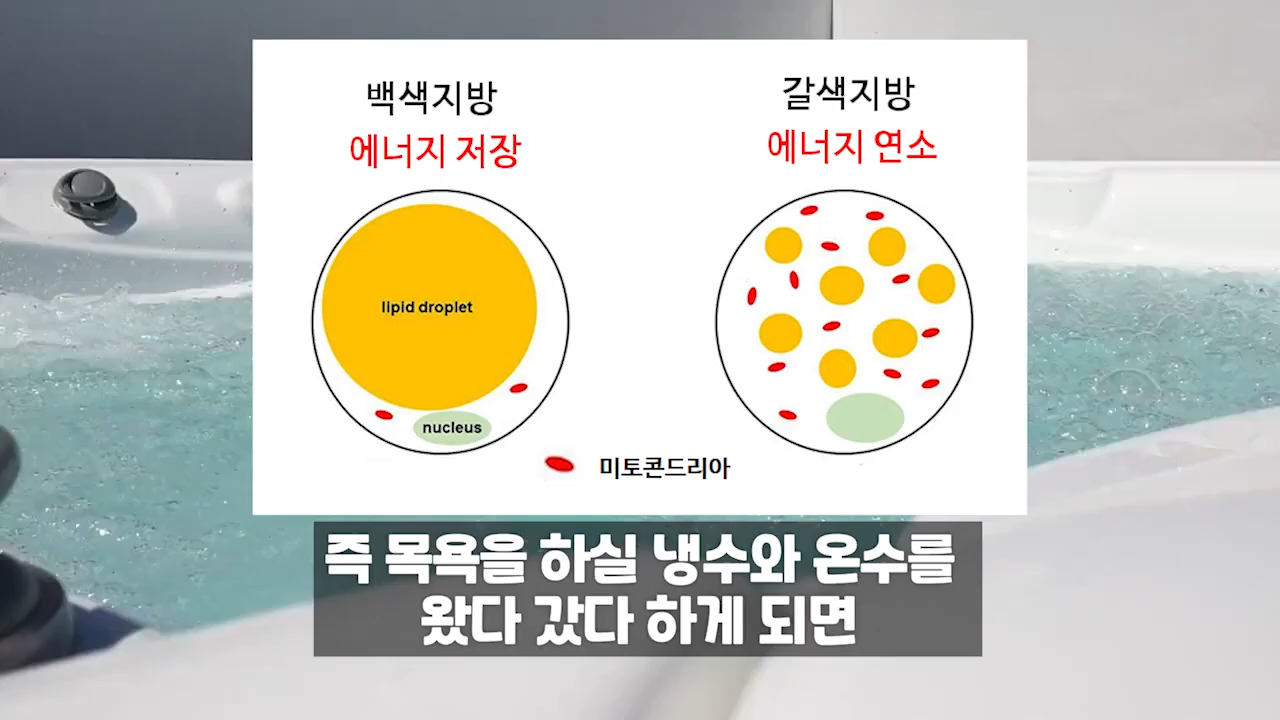 백색지방
에너지 저장
갈색지방
에너지 연소
lipid droplet
nucleus
미토콘드리아
즉 목욕을 하실 냉수와 온수를
왔다 갔다 하게 되면